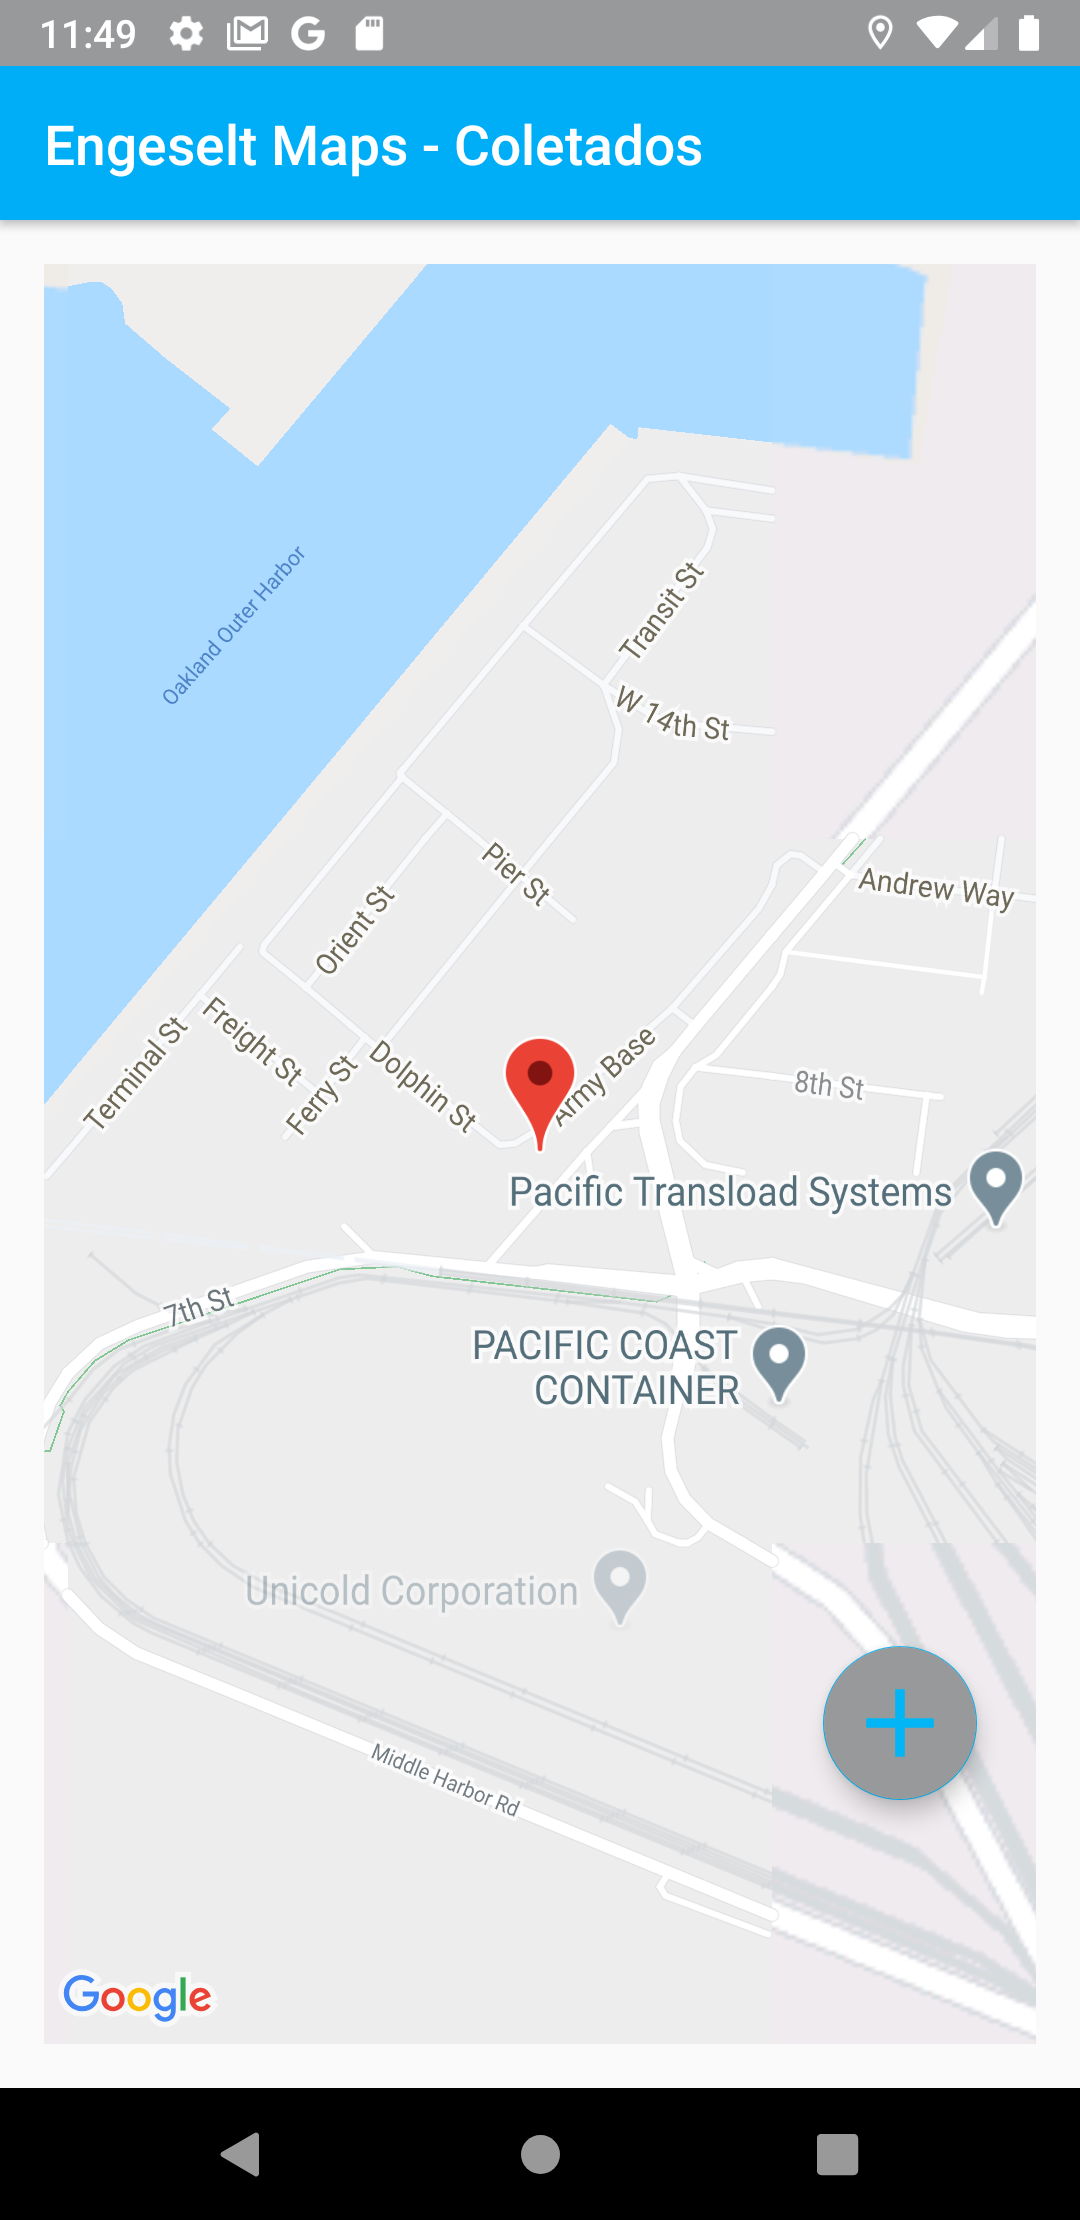 11:49
Engeselt Maps - Coletados
Oakland Outer Harbor
Transit St
W 14th St
Pier St
Andrew Way
Orient St
Terminal St
Freight St
Ferry St
Dolphin St
Army Base
8th St
Pacific Transload Systems
7th St
PACIFIC COAST
CONTAINER
Unicold Corporation
Middle Harbor Rd
Google